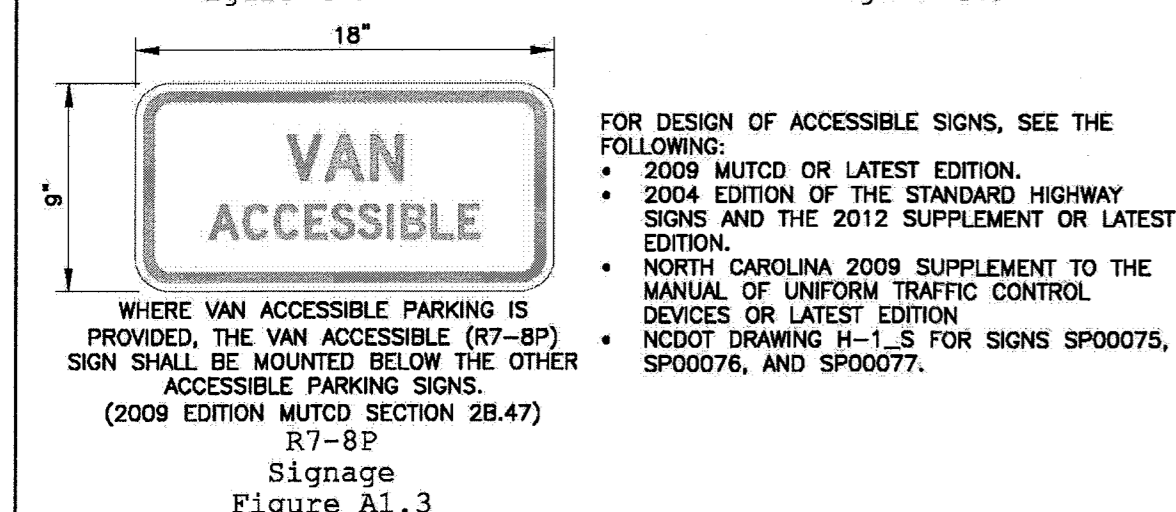 18"
9"
VAN
ACCESSIBLE
WHERE VAN ACCESSIBLE PARKING IS
PROVIDED, THE VAN ACCESSIBLE (R7-8P)
SIGN SHALL BE MOUNTED BELOW THE OTHER
ACCESSIBLE PARKING SIGNS.
(2009 EDITION MUTCD SECTION 2B.47)
R7-8P
Signage
Figure A1.3
FOR DESIGN OF ACCESSIBLE SIGNS, SEE THE
FOLLOWING:
• 2009 MUTCD OR LATEST EDITION.
• 2004 EDITION OF THE STANDARD HIGHWAY
SIGNS AND THE 2012 SUPPLEMENT OR LATEST
EDITION.
• NORTH CAROLINA 2009 SUPPLEMENT TO THE
MANUAL OF UNIFORM TRAFFIC CONTROL
DEVICES OR LATEST EDITION
• NCDOT DRAWING H-1_S FOR SIGNS SP00075,
SP00076, AND SP00077.